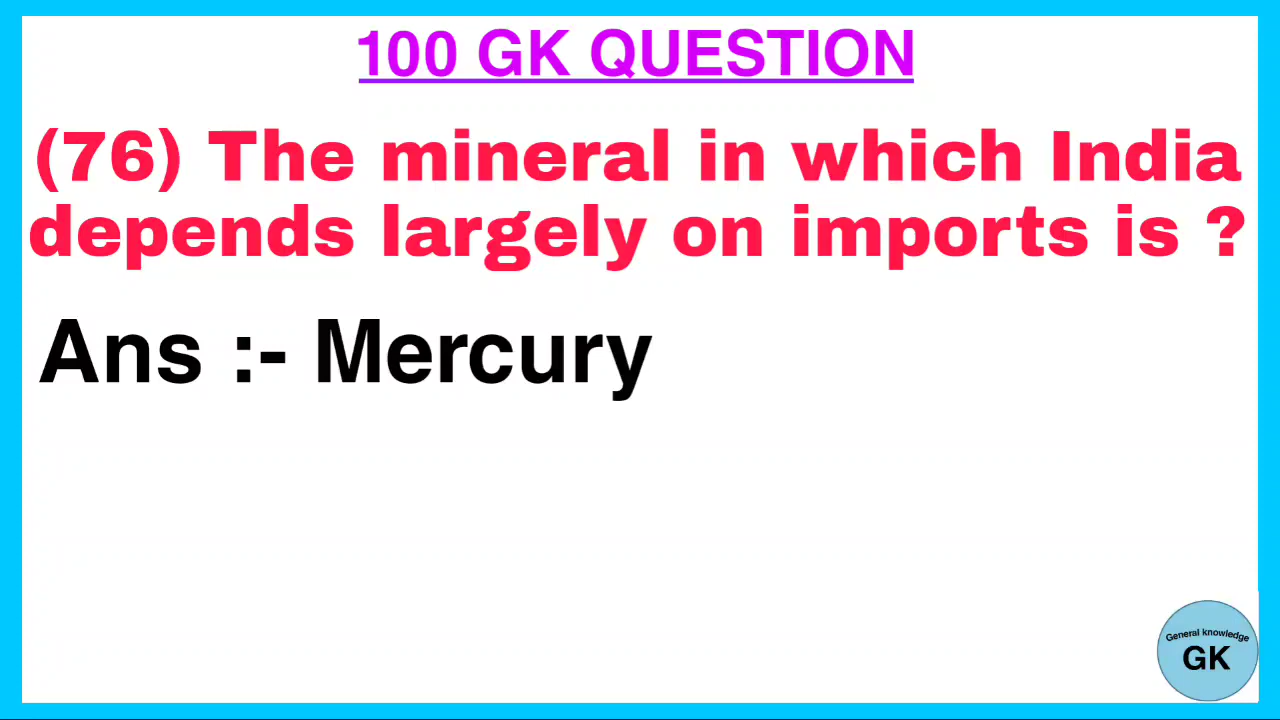 100 GK QUESTION
(76) The mineral in which India
depends largely on imports is ?
Ans :- Mercury
General knowledge
GK